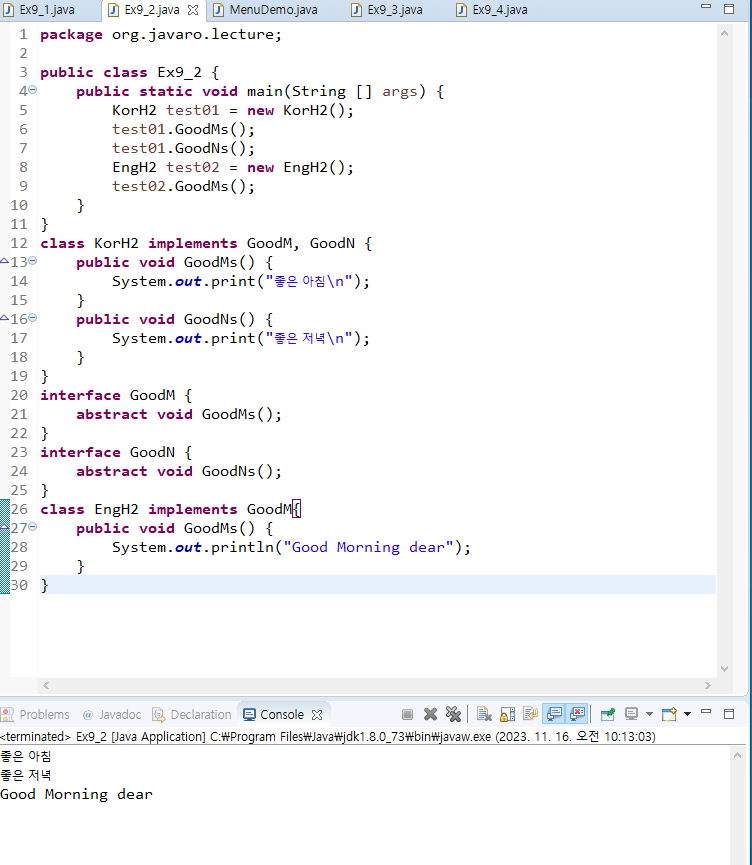 Ex9_1.java Ex9_2.java MenuDemo.java Ex9_3.java Ex9_4.java
1 package org.javaro.lecture;
2
3 public class Ex9_2 {
4 public static void main(String [] args) {
5 KorH2 test01 = new KorH2();
6 test01.GoodMs();
7 test01.GoodNs();
8 EngH2 test02 = new EngH2();
9 test02.GoodMs();
10 }
11 }
12 class KorH2 implements GoodM, GoodN {
13 public void GoodMs() {
14 System.out.print("좋은 아침\n");
15 }
16 public void GoodNs() {
17 System.out.print("좋은 저녁\n");
18 }
19 }
20 interface GoodM {
21 abstract void GoodMs();
22 }
23 interface GoodN {
24 abstract void GoodNs();
25 }
26 class EngH2 implements GoodM{
27 public void GoodMs() {
28 System.out.println("Good Morning dear");
29 }
30 }
Problems @ Javadoc Declaration Console
<terminated> Ex9_2 [Java Application] C:₩Program Files₩Java₩jdk1.8.0_73₩bin₩javaw.exe (2023. 11. 16. 오전 10:13:03)
좋은 아침
좋은 저녁
Good Morning dear